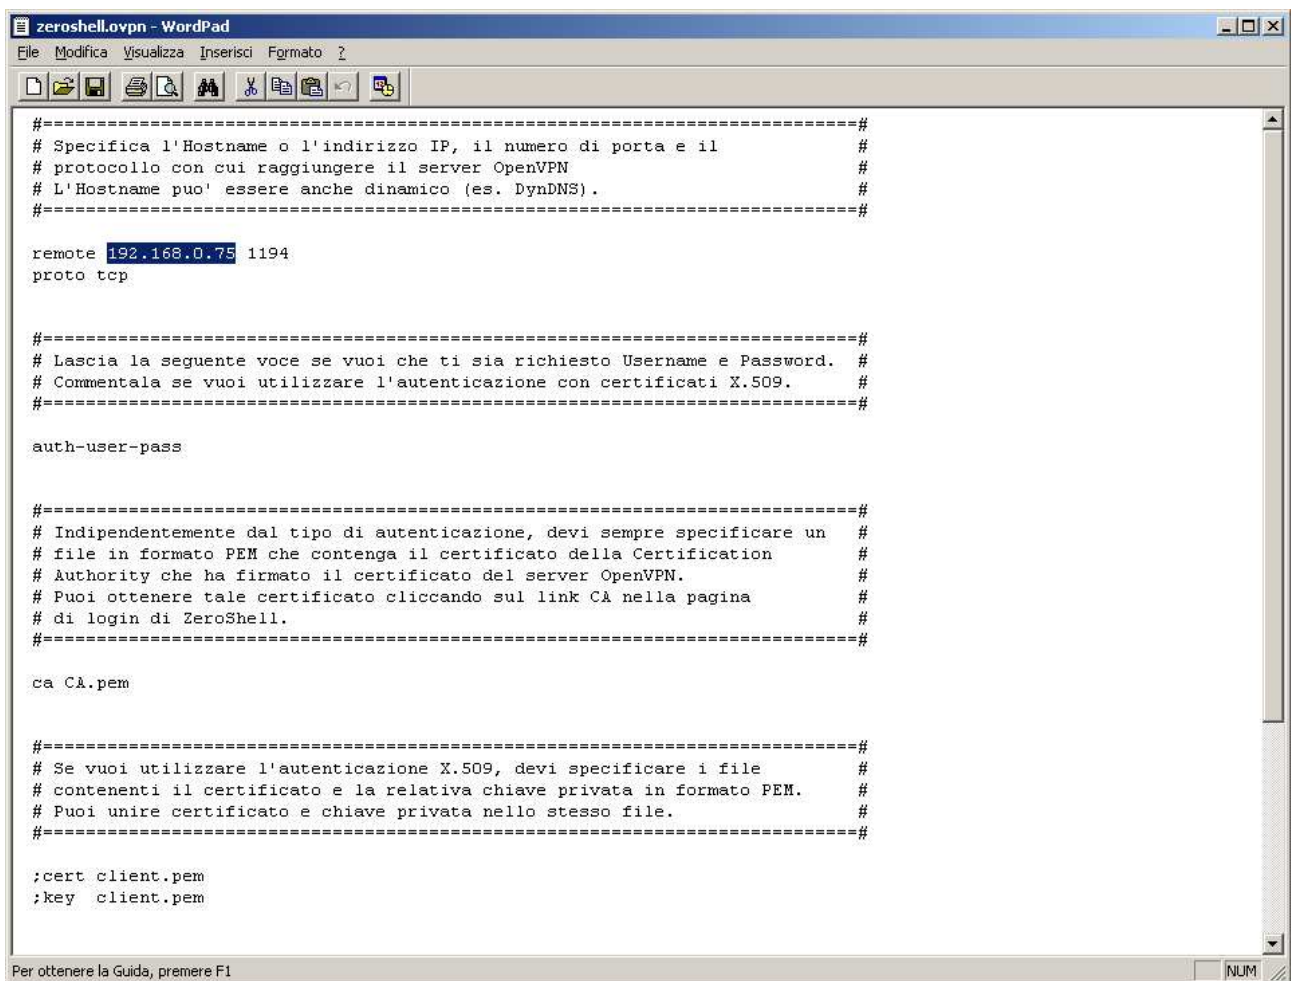 zeroshell.ovpn - WordPad
File Modifica Visualizza Inserisci Formato ?
#============================================================================#
# Specifica l'Hostname o l'indirizzo IP, il numero di porta e il #
# protocollo con cui raggiungere il server OpenVPN #
# L'Hostname puo' essere anche dinamico (es. DynDNS). #
#============================================================================#
remote 192.168.0.75 1194
proto tcp
#============================================================================#
# Lascia la seguente voce se vuoi che ti sia richiesto Username e Password. #
# Commentala se vuoi utilizzare l'autenticazione con certificati X.509. #
#============================================================================#
auth-user-pass
#============================================================================#
# Indipendentemente dal tipo di autenticazione, devi sempre specificare un #
# file in formato PEM che contenga il certificato della Certification #
# Authority che ha firmato il certificato del server OpenVPN. #
# Puoi ottenere tale certificato cliccando sul link CA nella pagina #
# di login di ZeroShell. #
#============================================================================#
ca CA.pem
#============================================================================#
# Se vuoi utilizzare l'autenticazione X.509, devi specificare i file #
# contenenti il certificato e la relativa chiave privata in formato PEM. #
# Puoi unire certificato e chiave privata nello stesso file. #
#============================================================================#
;cert client.pem
;key client.pem
Per ottenere la Guida, premere F1
NUM